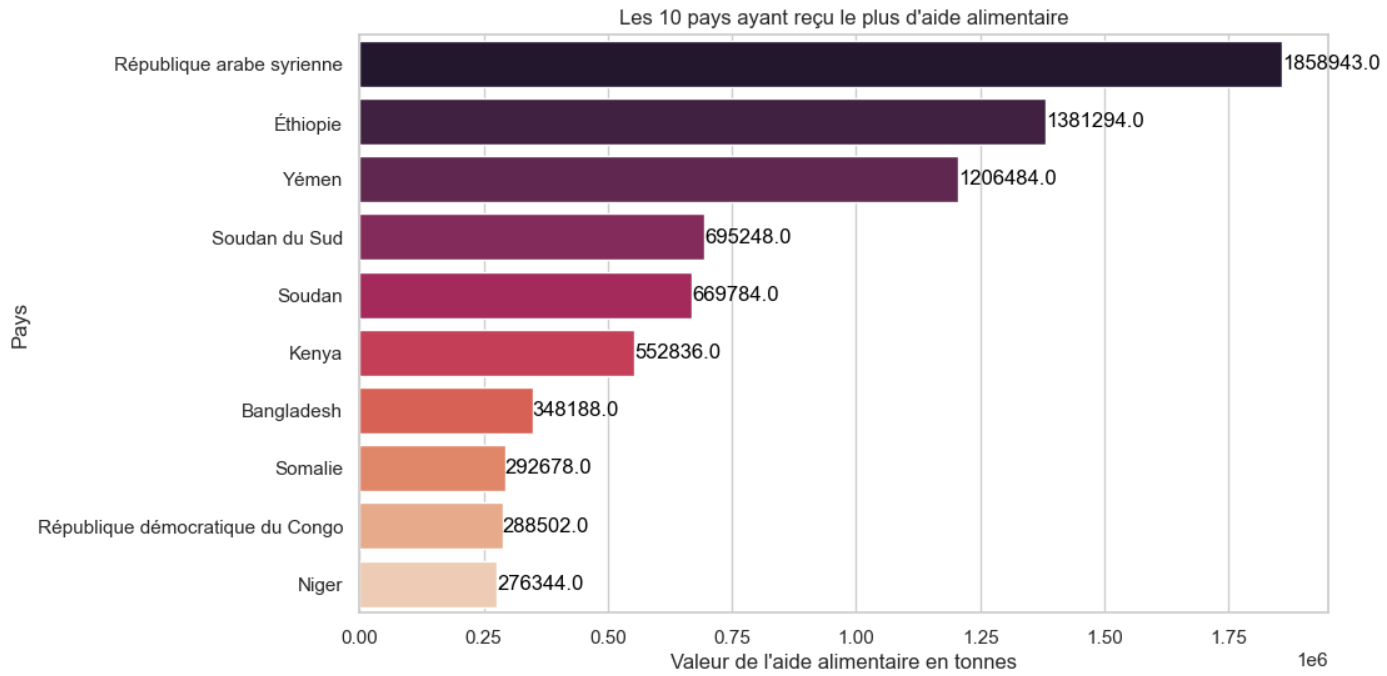 Les 10 pays ayant reçu le plus d'aide alimentaire
République arabe syrienne 1858943.0
Éthiopie 1381294.0
Yémen 1206484.0
Soudan du Sud 695248.0
Soudan 669784.0
Pays
Kenya 552836.0
Bangladesh 348188.0
Somalie 292678.0
République démocratique du Congo 288502.0
Niger 276344.0
0.00 0.25 0.50 0.75 1.00 1.25 1.50 1.75
1e6
Valeur de l'aide alimentaire en tonnes